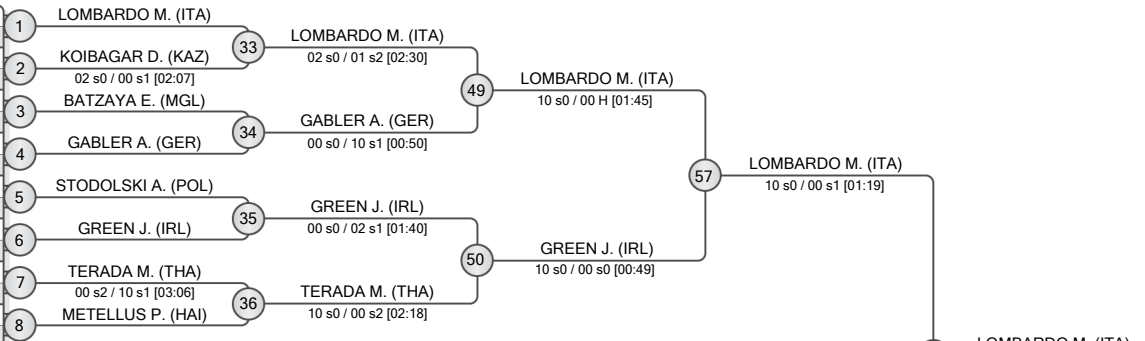 1
LOMBARDO M. (ITA)
2
KOIBAGAR D. (KAZ)
02 s0 / 00 s1 [02:07]
3
BATZAYA E. (MGL)
4
GABLER A. (GER)
5
STODOLSKI A. (POL)
6
GREEN J. (IRL)
7
TERADA M. (THA)
00 s2 / 10 s1 [03:06]
8
METELLUS P. (HAI)
33
LOMBARDO M. (ITA)
02 s0 / 01 s2 [02:30]
34
GABLER A. (GER)
00 s0 / 10 s1 [00:50]
35
GREEN J. (IRL)
00 s0 / 02 s1 [01:40]
36
TERADA M. (THA)
10 s0 / 00 s2 [02:18]
49
LOMBARDO M. (ITA)
10 s0 / 00 H [01:45]
50
GREEN J. (IRL)
10 s0 / 00 s0 [00:49]
57
LOMBARDO M. (ITA)
10 s0 / 00 s1 [01:19]
LOMBARDO M. (ITA)